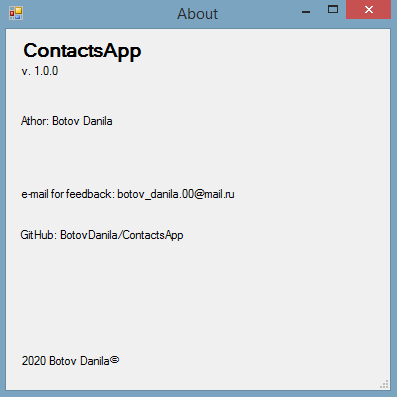 About
ContactsApp
v. 1.0.0
Athor: Botov Danila
e-mail for feedback: botov_danila.00@mail.ru
GitHub: BotovDanila/ContactsApp
2020 Botov Danila®